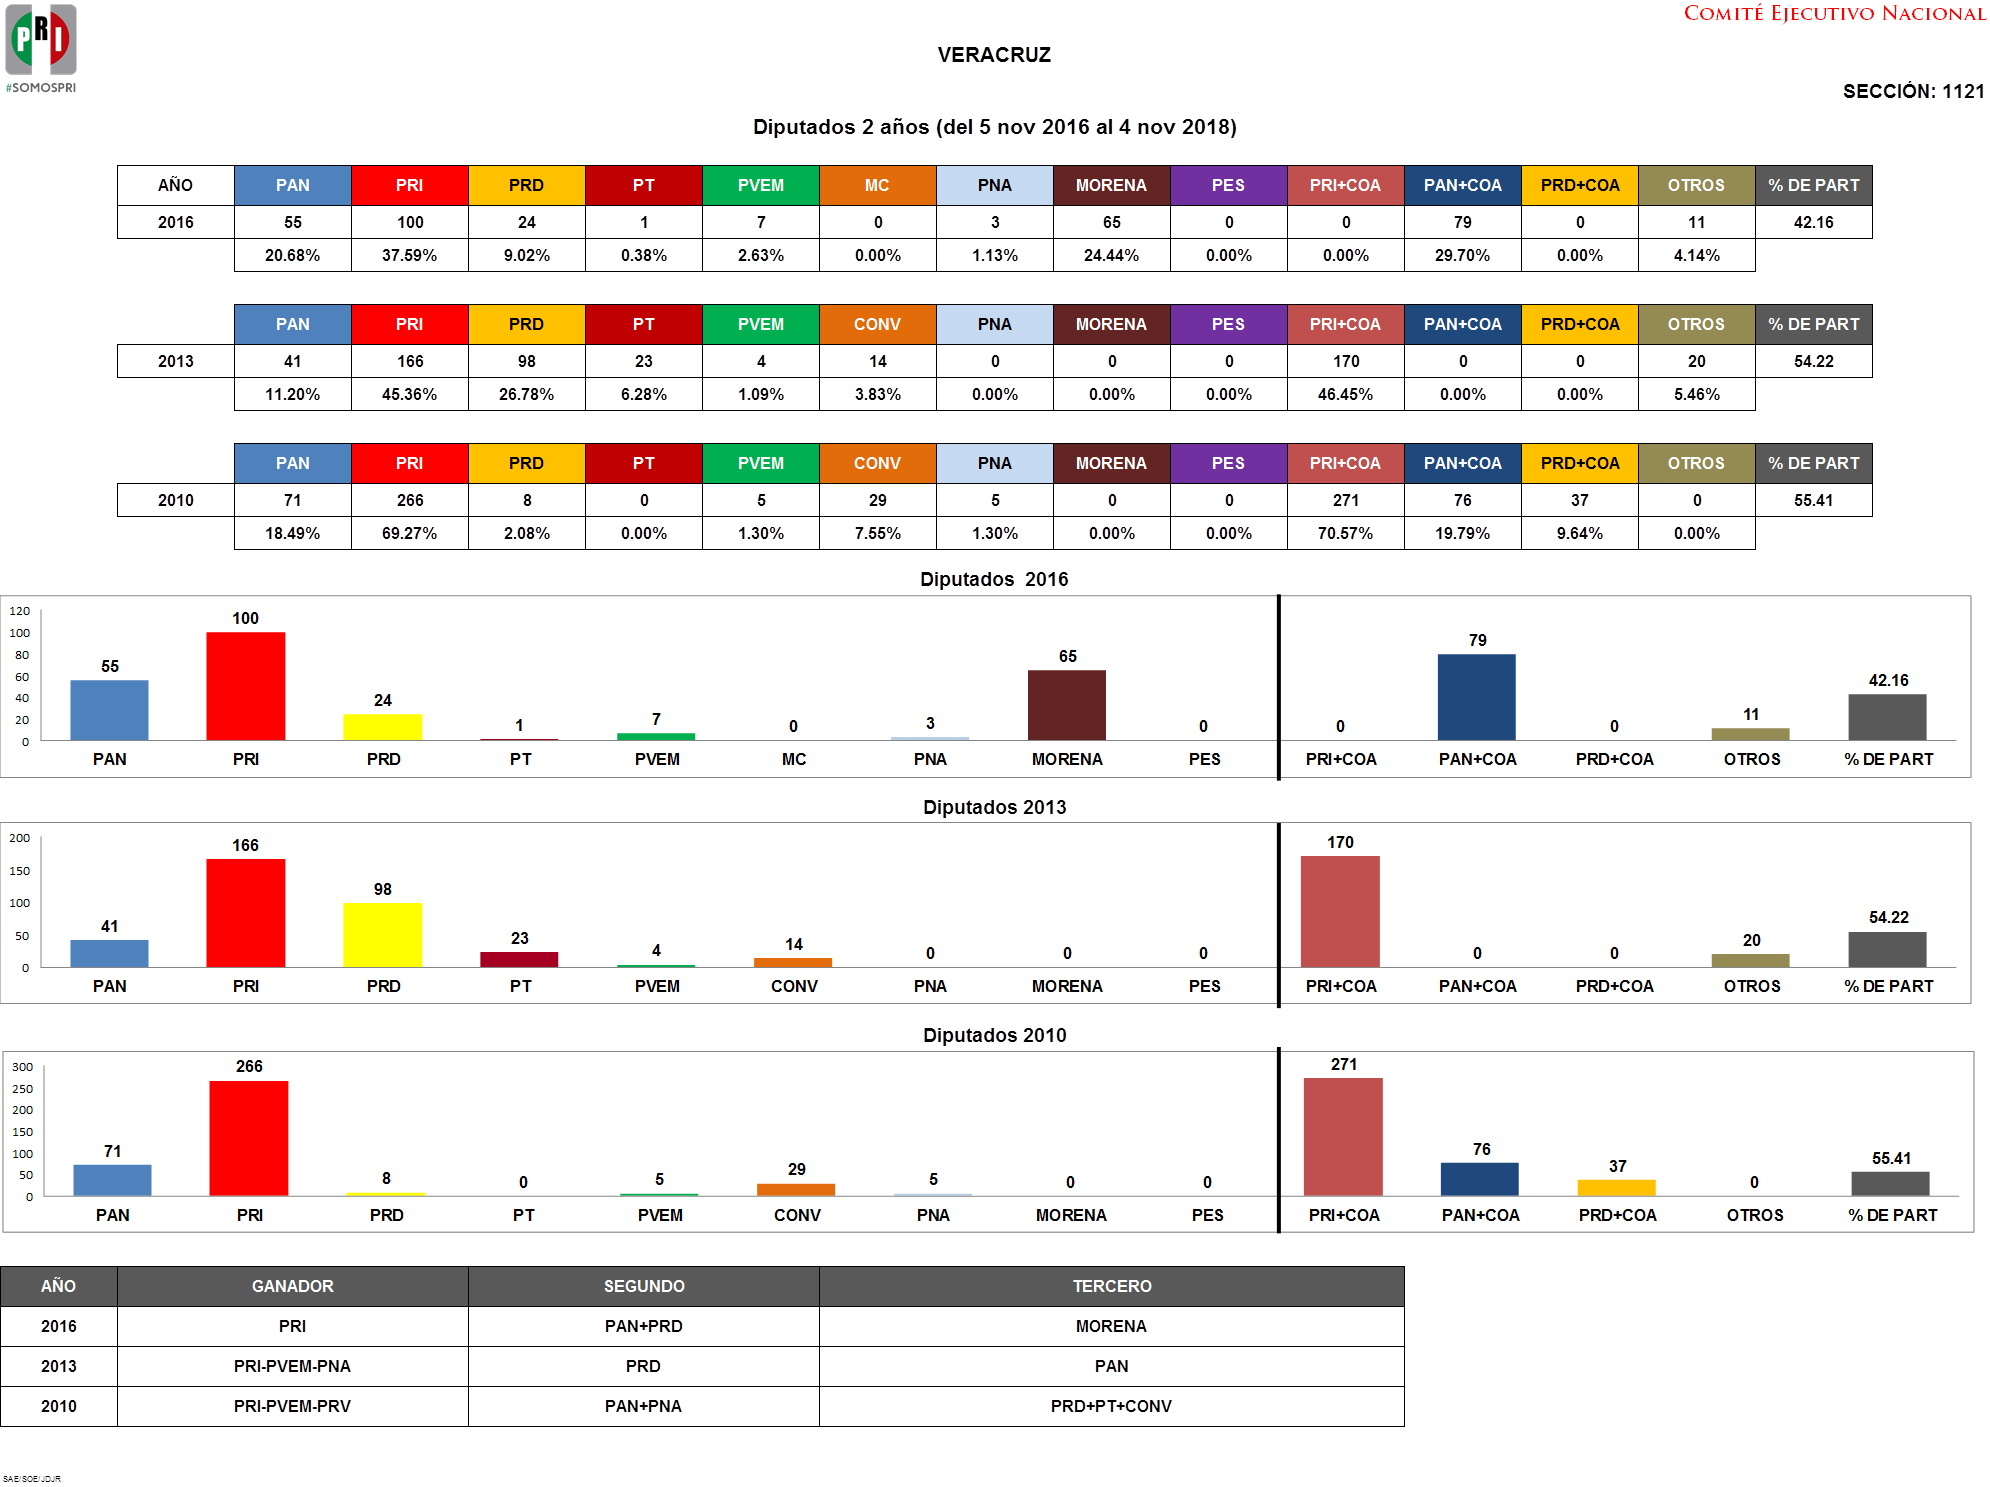 PRI
#SOMOSPRI
COMITÉ EJECUTIVO NACIONAL
VERACRUZ
SECCIÓN: 1121
Diputados 2 años (del 5 nov 2016 al 4 nov 2018)
AÑO PAN PRI PRD PT PVEM MC PNA MORENA PES PRI+COA PAN+COA PRD+COA OTROS % DE PART
2016 55 100 24 1 7 0 3 65 0 0 79 0 11 42.16
20.68% 37.59% 9.02% 0.38% 2.63% 0.00% 1.13% 24.44% 0.00% 0.00% 29.70% 0.00% 4.14%
PAN PRI PRD PT PVEM CONV PNA MORENA PES PRI+COA PAN+COA PRD+COA OTROS % DE PART
2013 41 166 98 23 4 14 0 0 0 170 0 0 20 54.22
11.20% 45.36% 26.78% 6.28% 1.09% 3.83% 0.00% 0.00% 0.00% 46.45% 0.00% 0.00% 5.46%
PAN PRI PRD PT PVEM CONV PNA MORENA PES PRI+COA PAN+COA PRD+COA OTROS % DE PART
2010 71 266 8 0 5 29 5 0 0 271 76 37 0 55.41
18.49% 69.27% 2.08% 0.00% 1.30% 7.55% 1.30% 0.00% 0.00% 70.57% 19.79% 9.64% 0.00%
Diputados 2016
120
100
80
60
40
20
0
55 100 24 1 7 0 3 65 0 0 79 0 11 42.16
PAN PRI PRD PT PVEM MC PNA MORENA PES PRI+COA PAN+COA PRD+COA OTROS % DE PART
Diputados 2013
200
150
100
50
0
41 166 98 23 4 14 0 0 0 170 0 0 20 54.22
PAN PRI PRD PT PVEM CONV PNA MORENA PES PRI+COA PAN+COA PRD+COA OTROS % DE PART
Diputados 2010
300
250
200
150
100
50
0
71 266 8 0 5 29 5 0 0 271 76 37 0 55.41
PAN PRI PRD PT PVEM CONV PNA MORENA PES PRI+COA PAN+COA PRD+COA OTROS % DE PART
AÑO GANADOR SEGUNDO TERCERO
2016 PRI PAN+PRD MORENA
2013 PRI-PVEM-PNA PRD PAN
2010 PRI-PVEM-PRV PAN+PNA PRD+PT+CONV
SAE/SOE/JDJR